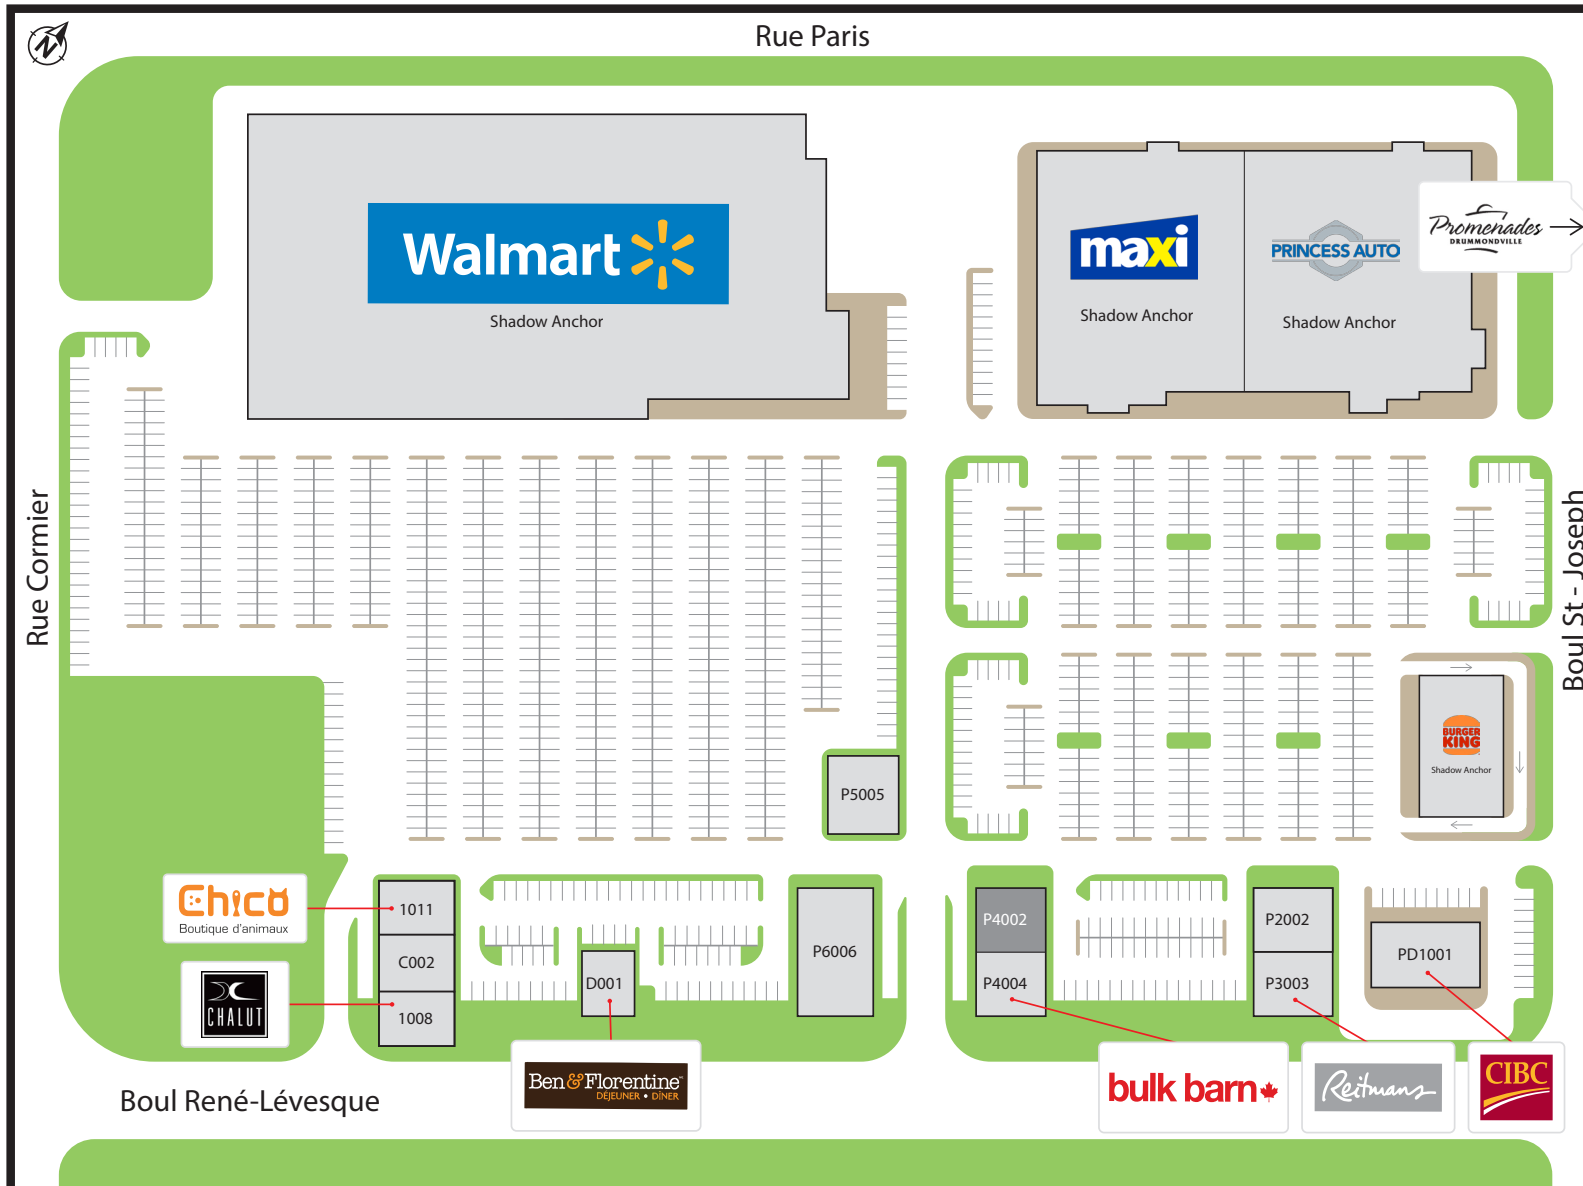 N
Rue Paris
Walmart
Shadow Anchor
maxi
Shadow Anchor
PRINCESS AUTO
Shadow Anchor
Promenades
DRUMMONDVILLE
Rue Cormier
Boul St - Joseph
BURGER
KING
Shadow Anchor
P5005
Chico
Boutique d'animaux
1011
C002
1008
CHALUT
D001
P6006
P4002
P4004
P2002
P3003
PD1001
Ben & Florentine
DÉJEUNER • DÎNER
bulk barn
Reitmans
CIBC
Boul René-Lévesque